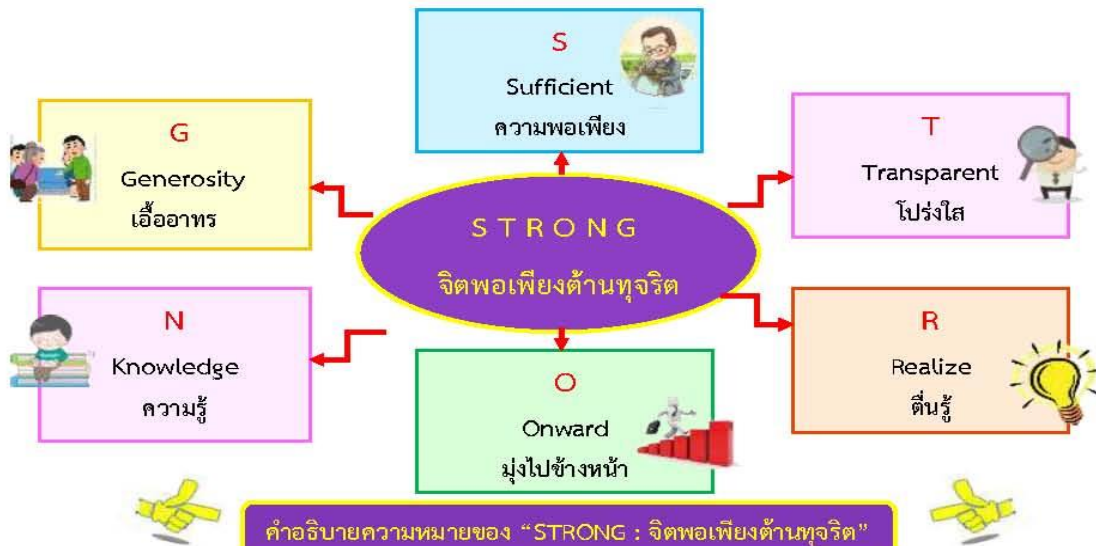 S T R O N G
จิตพอเพียงต้านทุจริต
S
Sufficient
ความพอเพียง
T
Transparent
โปร่งใส
R
Realize
ตื่นรู้
O
Onward
มุ่งไปข้างหน้า
N
Knowledge
ความรู้
G
Generosity
เอื้ออาทร
คำอธิบายความหมายของ “STRONG : จิตพอเพียงต้านทุจริต”